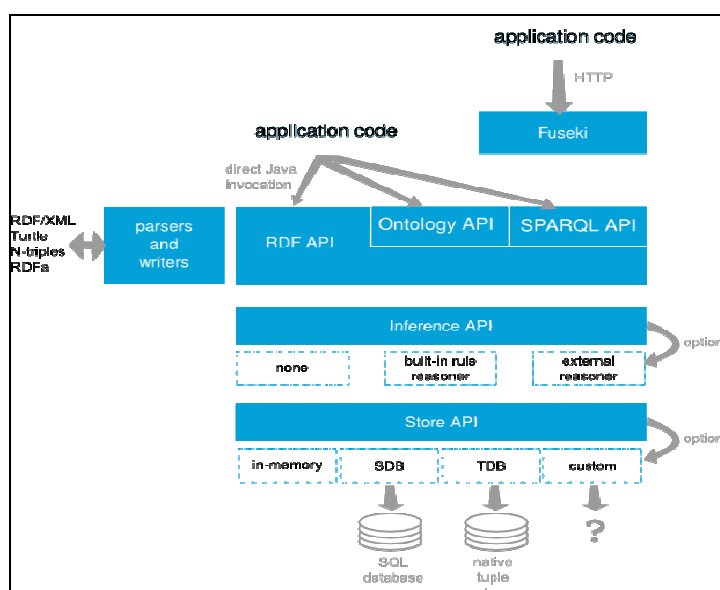 application code
HTTP
Fuseki
application code
direct Java
Invocation
RDF/XML
Turtle
N-triples
RDFa
parsers
and
writers
RDF API
Ontology API
SPARQL API
Inference API
option
none
built-in rule
reasoner
external
reasoner
Store API
option
in-memory
SDB
TDB
custom
?
SQL
database
native
tuple